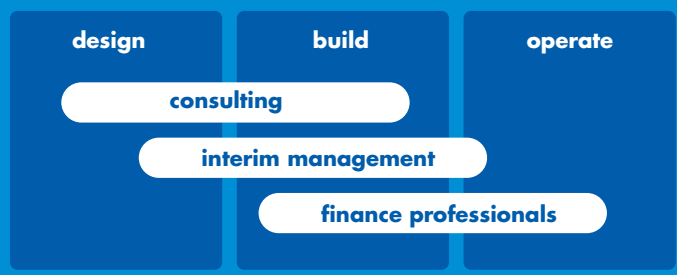 design
build
operate
consulting
interim management
finance professionals